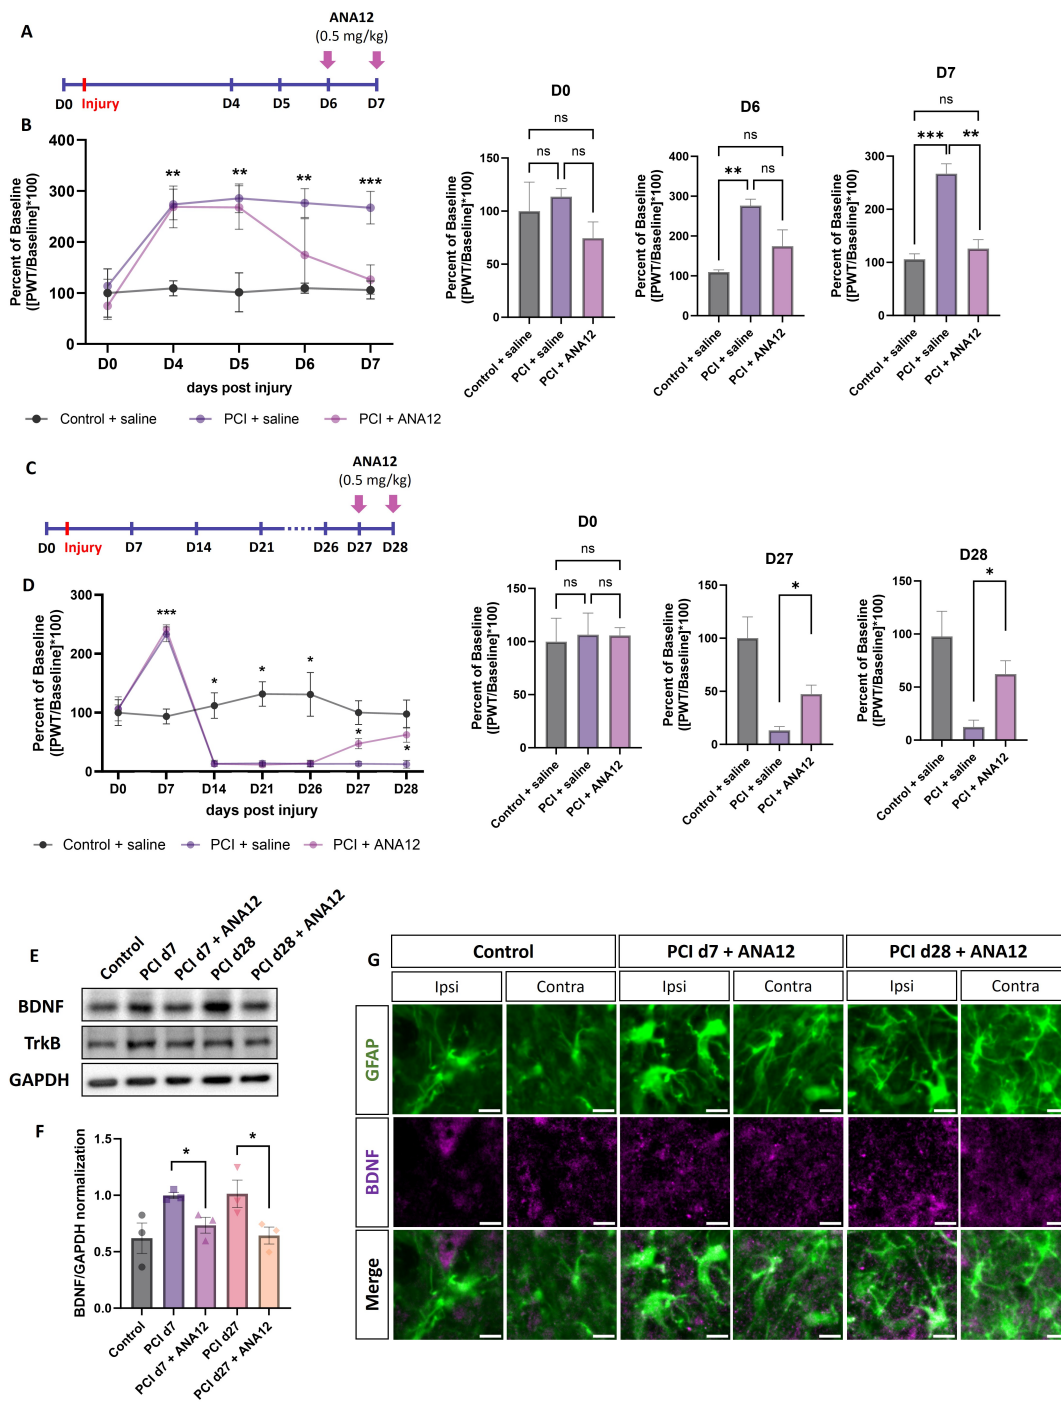 A
ANA12
(0.5 mg/kg)
D0 Injury D4 D5 D6 D7
B
Percent of Baseline
([PWT/Baseline]*100)
400
300
200
100
0
** ** ** ***
D0 D4 D5 D6 D7
days post injury
Control + saline PCI + saline PCI + ANA12
D0
Percent of Baseline
([PWT/Baseline]*100)
150
100
50
0
ns
ns ns
Control + saline
PCI + saline
PCI + ANA12
D6
Percent of Baseline
([PWT/Baseline]*100)
400
300
200
100
0
ns
** ns
Control + saline
PCI + saline
PCI + ANA12
D7
Percent of Baseline
([PWT/Baseline]*100)
300
200
100
0
ns
*** **
Control + saline
PCI + saline
PCI + ANA12
C
ANA12
(0.5 mg/kg)
D0 Injury D7 D14 D21 D26 D27 D28
D
Percent of Baseline
([PWT/Baseline]*100)
300
200
100
0
*** * * * * *
D0 D7 D14 D21 D26 D27 D28
days post injury
Control + saline PCI + saline PCI + ANA12
D0
Percent of Baseline
([PWT/Baseline]*100)
150
100
50
0
ns
ns ns
Control + saline
PCI + saline
PCI + ANA12
D27
Percent of Baseline
([PWT/Baseline]*100)
150
100
50
0
*
Control + saline
PCI + saline
PCI + ANA12
D28
Percent of Baseline
([PWT/Baseline]*100)
150
100
50
0
*
Control + saline
PCI + saline
PCI + ANA12
E
Control
PCI d7
PCI d7 + ANA12
PCI d28
PCI d28 + ANA12
BDNF
TrkB
GAPDH
F
BDNF/GAPDH normalization
1.5
1.0
0.5
0.0
* *
Control
PCI d7
PCI d7 + ANA12
PCI d27
PCI d27 + ANA12
G
Control PCI d7 + ANA12 PCI d28 + ANA12
Ipsi Contra Ipsi Contra Ipsi Contra
GFAP
BDNF
Merge